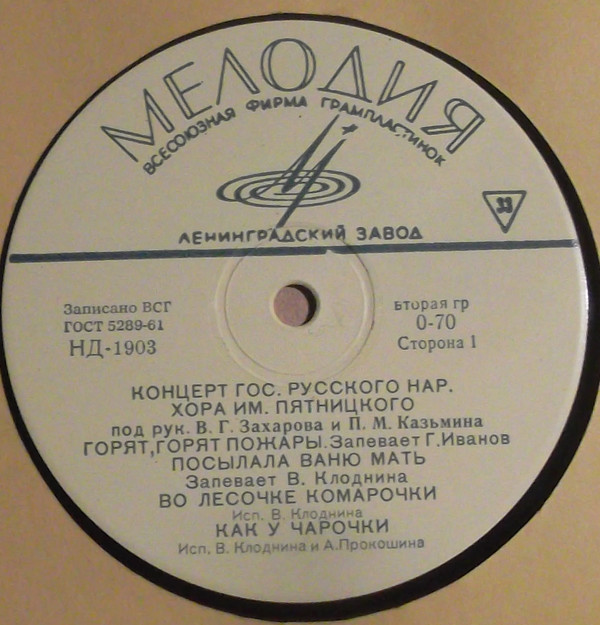 МЕЛОДИЯ
ВСЕСОЮЗНАЯ ФИРМА ГРАМПЛАСТИНОК
33
ЛЕНИНГРАДСКИЙ ЗАВОД
Записано ВСГ
ГОСТ 5289-61
НД-1903
вторая гр
0-70
Сторона 1
КОНЦЕРТ ГОС. РУССКОГО НАР.
ХОРА ИМ. ПЯТНИЦКОГО
под рук. В. Г. Захарова и П. М. Казьмина
ГОРЯТ, ГОРЯТ ПОЖАРЫ. Запевает Г. Иванов
ПОСЫЛАЛА ВАНЮ МАТЬ
Запевает В. Клоднина
ВО ЛЕСОЧКЕ КОМАРОЧКИ
Исп. В. Клоднина
КАК У ЧАРОЧКИ
Исп. В. Клоднина и А. Прокошина